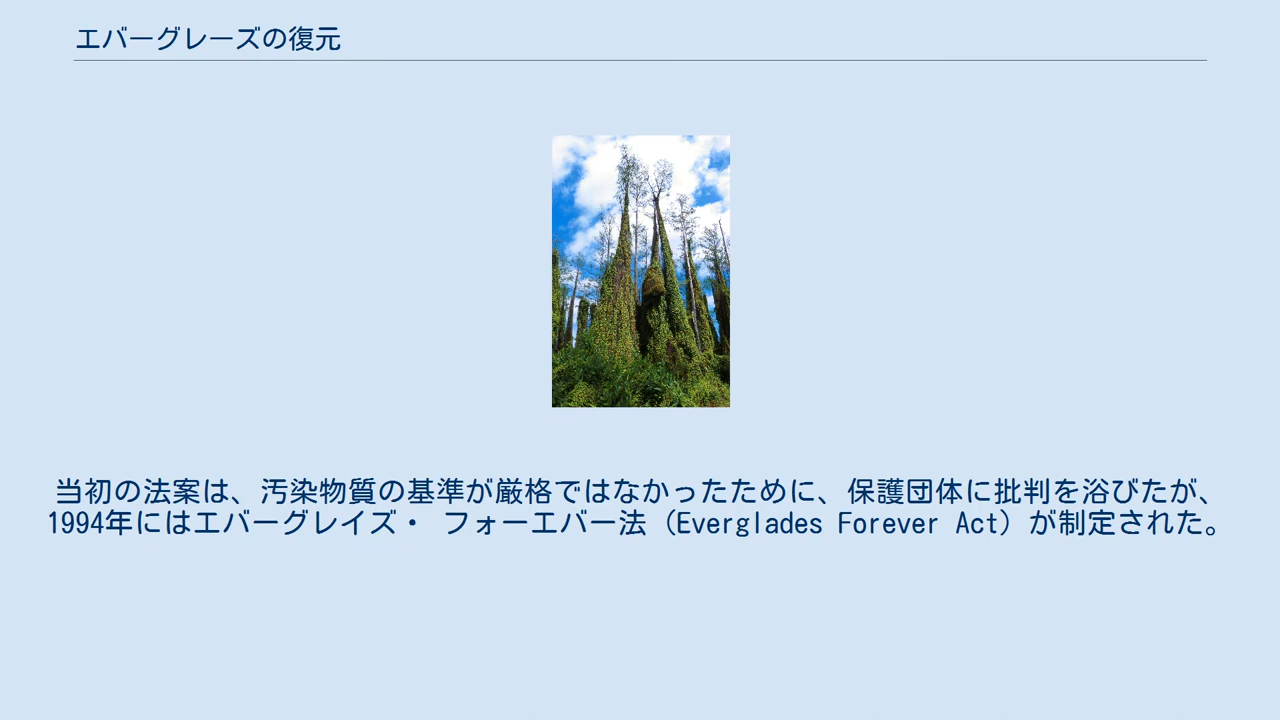 エバーグレーズの復元
当初の法案は、汚染物質の基準が厳格ではなかったために、保護団体に批判を浴びたが、
1994年にはエバーグレイズ・ フォーエバー法（Everglades Forever Act）が制定された。